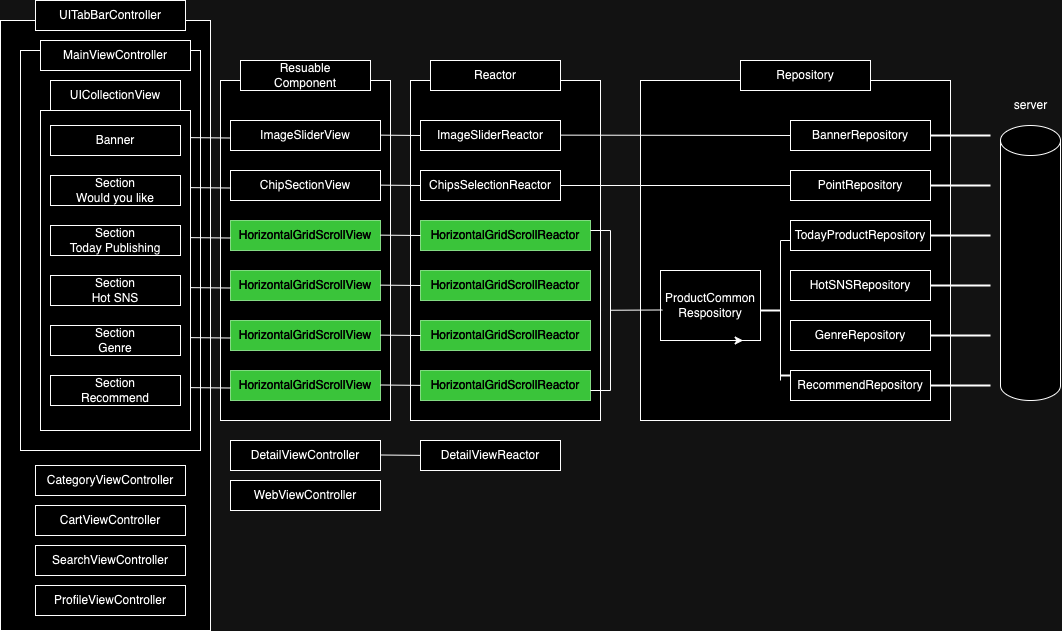 UITabBarController
MainViewController
UICollectionView
Banner
Section
Would you like
Section
Today Publishing
Section
Hot SNS
Section
Genre
Section
Recommend
CategoryViewController
CartViewController
SearchViewController
ProfileViewController
Resuable
Component
ImageSliderView
ChipSectionView
HorizontalGridScrollView
HorizontalGridScrollView
HorizontalGridScrollView
HorizontalGridScrollView
DetailViewController
WebViewController
Reactor
ImageSliderReactor
ChipsSelectionReactor
HorizontalGridScrollReactor
HorizontalGridScrollReactor
HorizontalGridScrollReactor
HorizontalGridScrollReactor
DetailViewReactor
Repository
ProductCommon
Respository
BannerRepository
PointRepository
TodayProductRepository
HotSNSRepository
GenreRepository
RecommendRepository
server